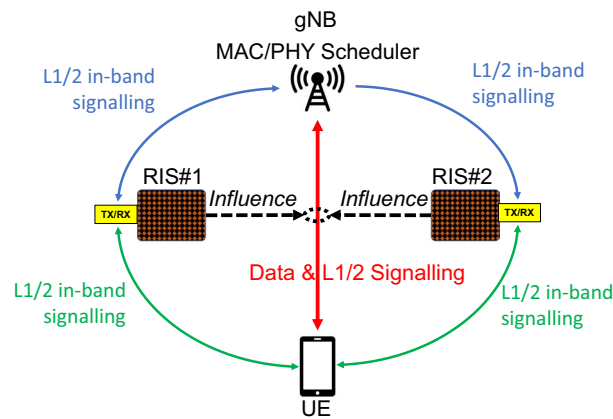 gNB
MAC/PHY Scheduler
L1/2 in-band
signalling
L1/2 in-band
signalling
RIS#1
RIS#2
Influence
Influence
TX/RX
TX/RX
Data & L1/2 Signalling
L1/2 in-band
signalling
L1/2 in-band
signalling
UE